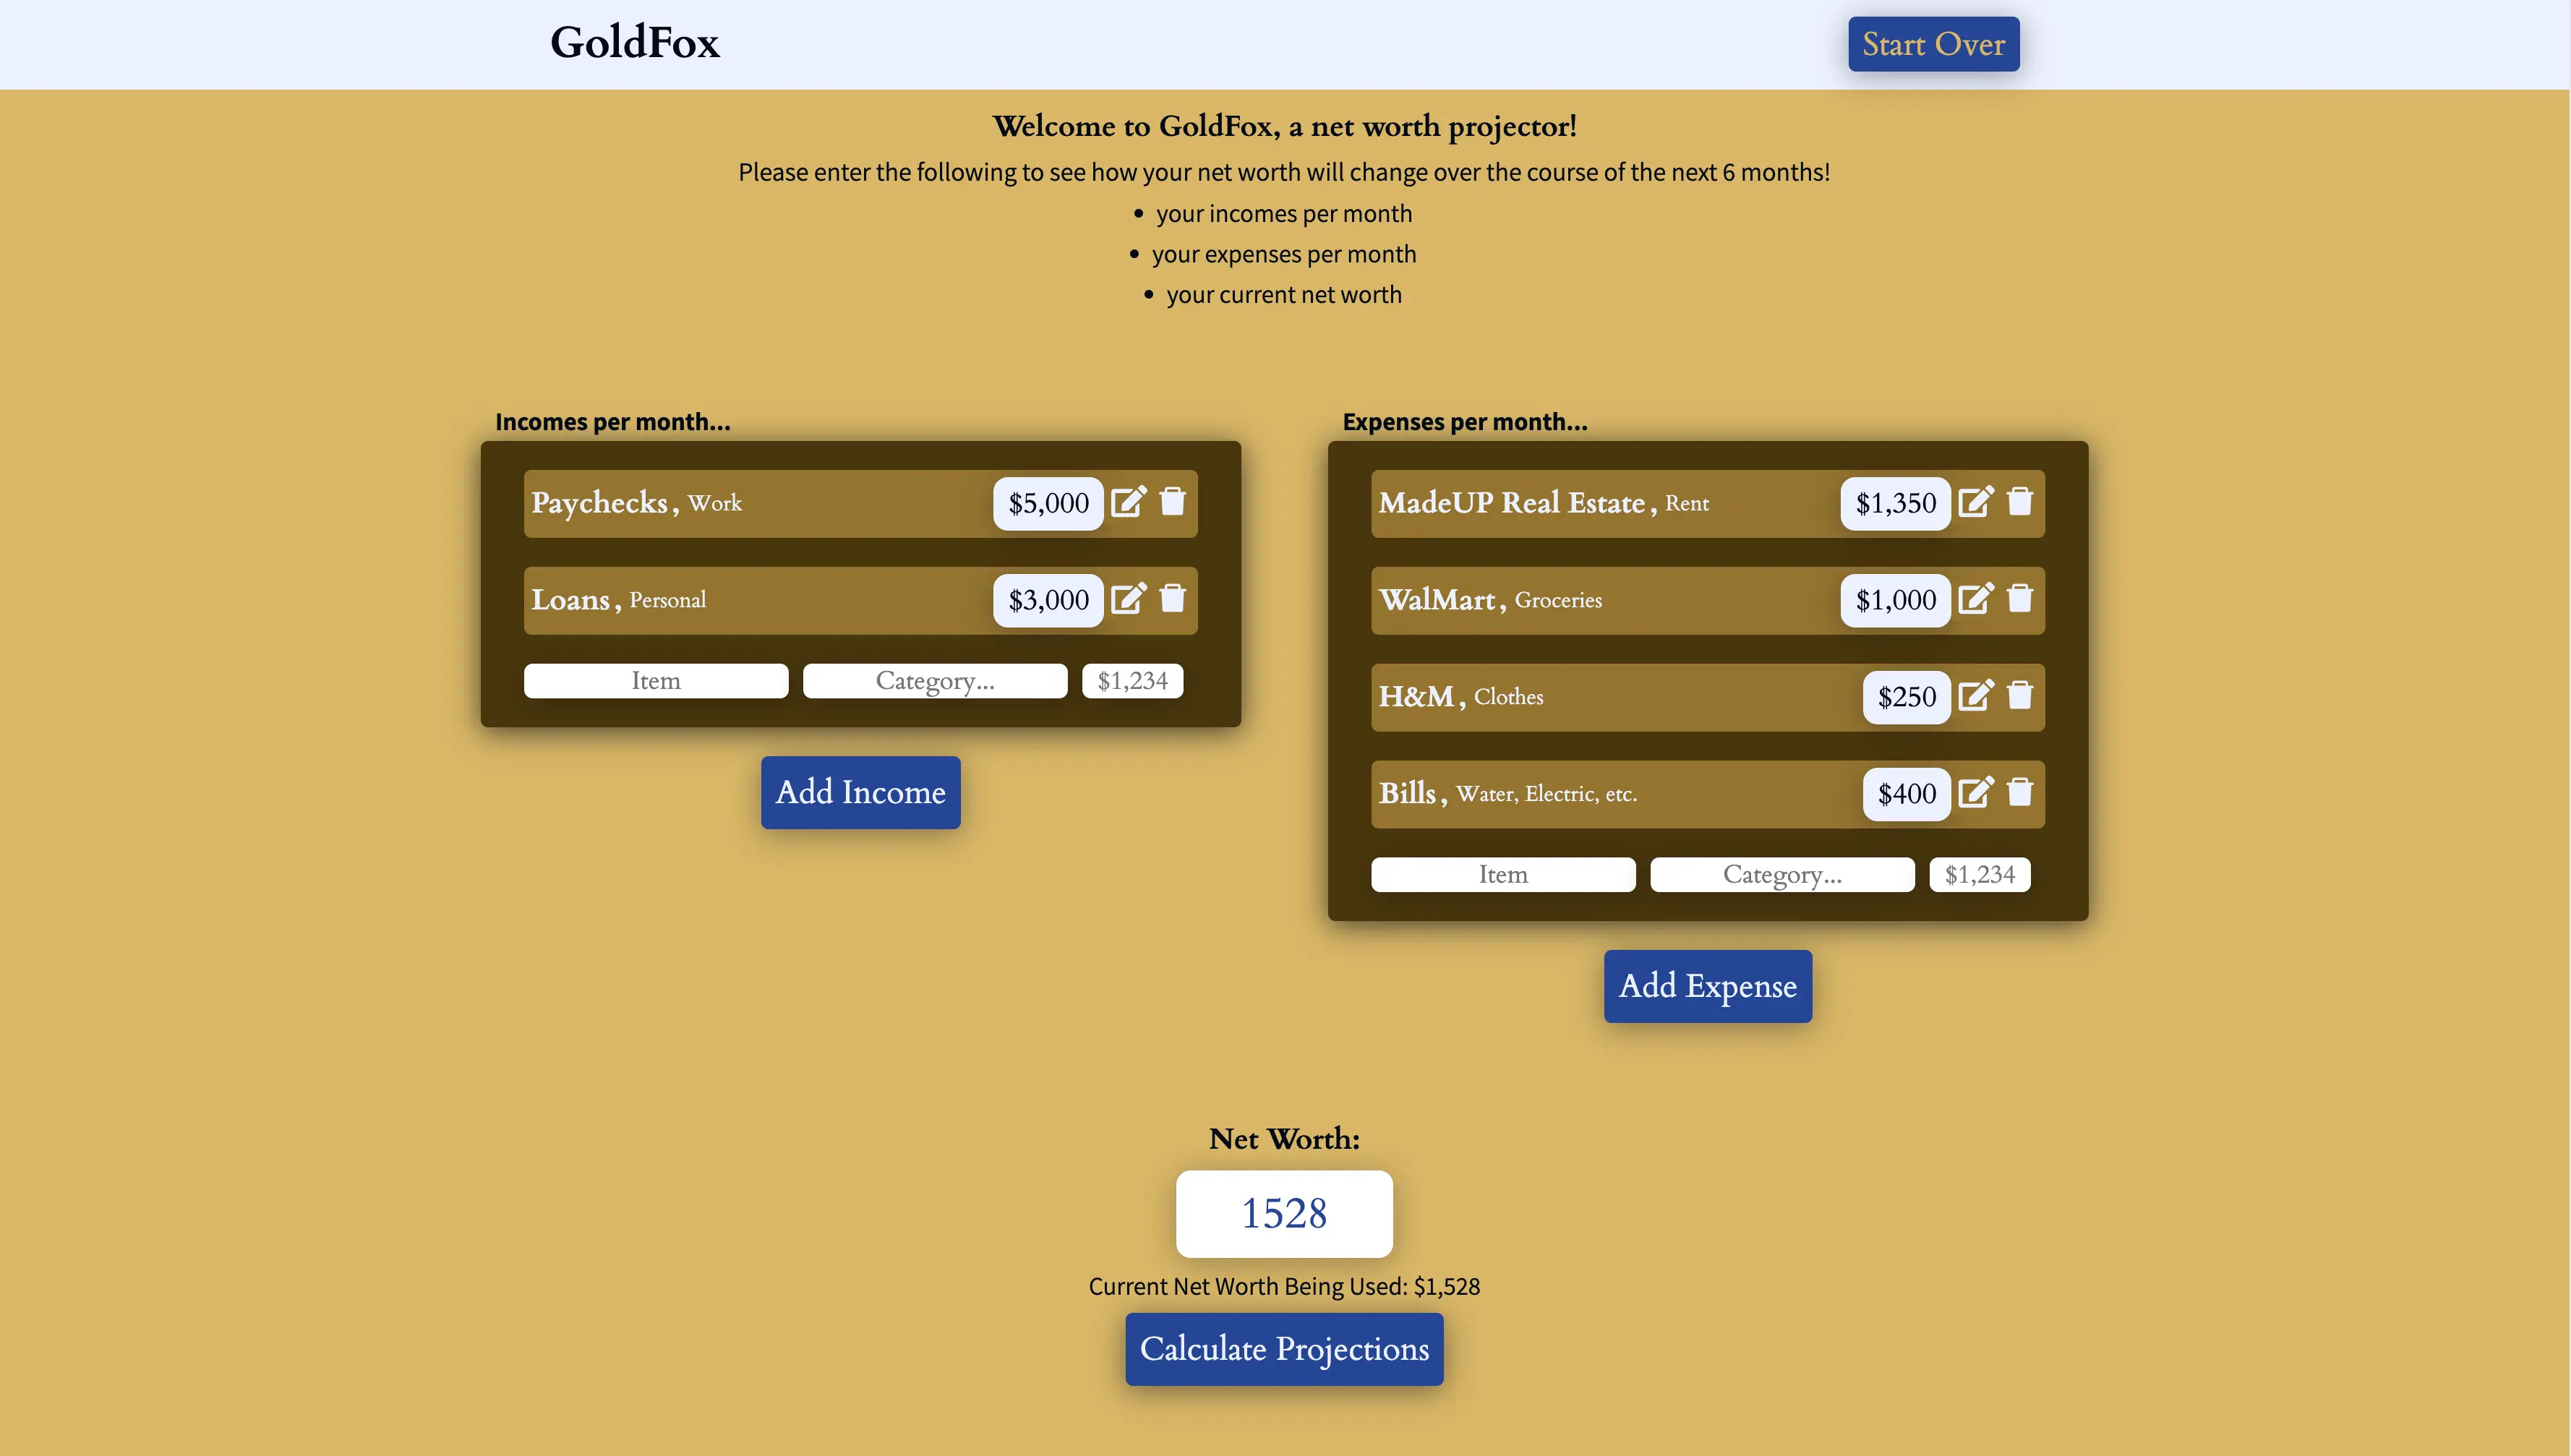 GoldFox
Start Over
Welcome to GoldFox, a net worth projector!
Please enter the following to see how your net worth will change over the course of the next 6 months!
• your incomes per month
• your expenses per month
• your current net worth
Incomes per month...
Paychecks , Work $5,000
Loans , Personal $3,000
Item Category... $1,234
Add Income
Expenses per month...
MadeUP Real Estate , Rent $1,350
WalMart , Groceries $1,000
H&M , Clothes $250
Bills , Water, Electric, etc. $400
Item Category... $1,234
Add Expense
Net Worth:
1528
Current Net Worth Being Used: $1,528
Calculate Projections